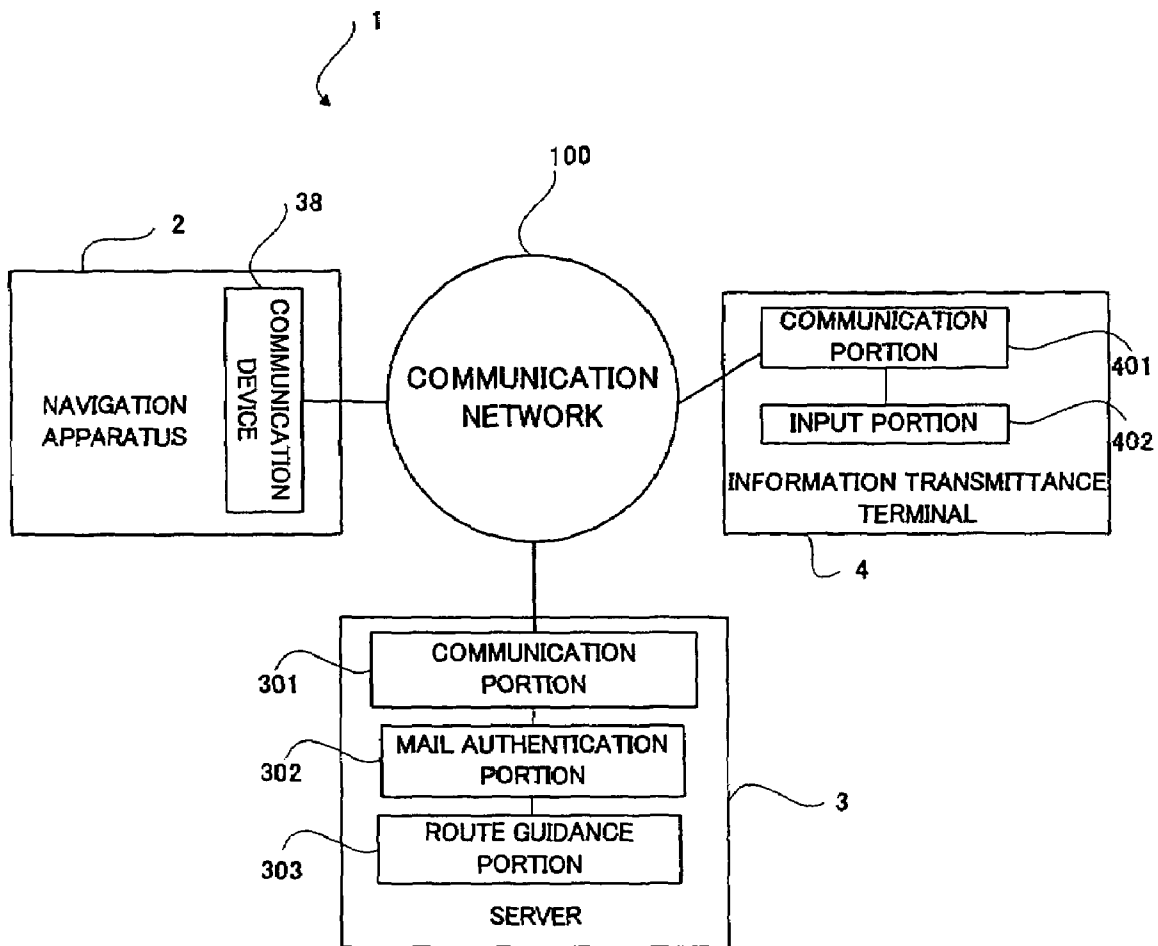 1
100
38
2
COMMUNICATION
DEVICE
NAVIGATION
APPARATUS
COMMUNICATION
NETWORK
COMMUNICATION
PORTION
401
INPUT PORTION
402
INFORMATION TRANSMITTANCE
TERMINAL
4
COMMUNICATION
PORTION
301
MAIL AUTHENTICATION
PORTION
302
3
ROUTE GUIDANCE
PORTION
303
SERVER